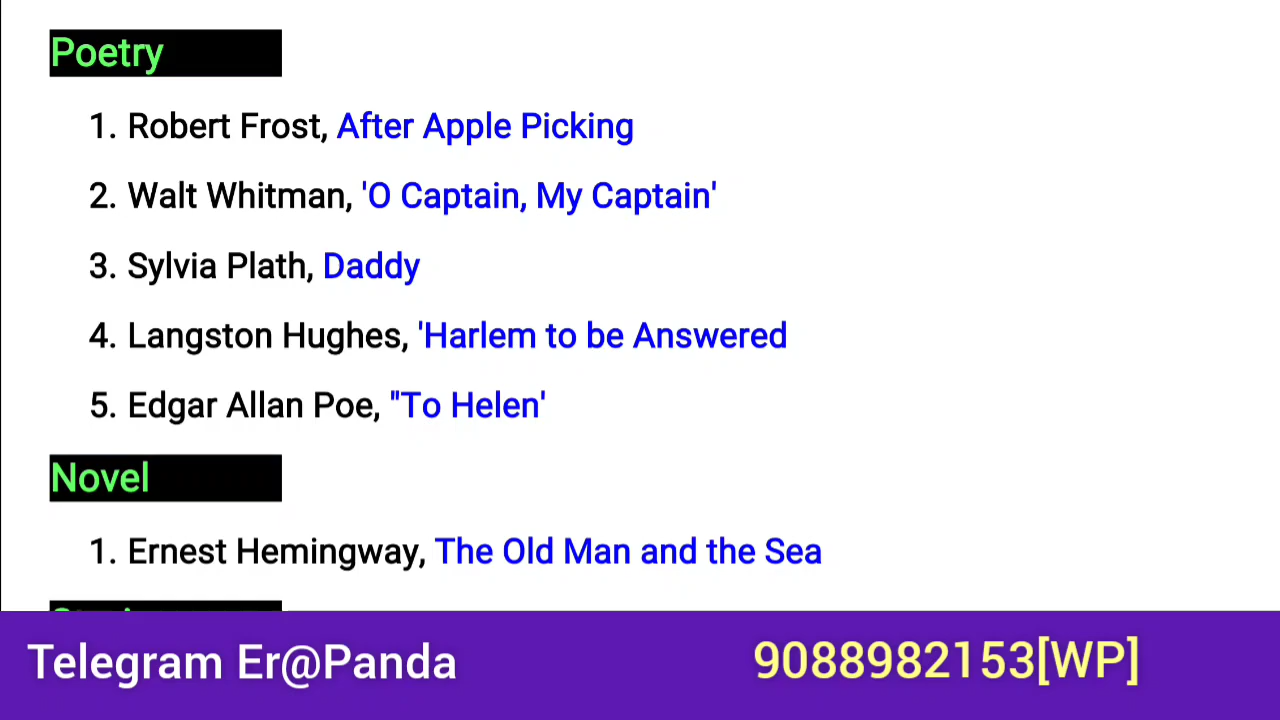 Poetry
1. Robert Frost, After Apple Picking
2. Walt Whitman, 'O Captain, My Captain'
3. Sylvia Plath, Daddy
4. Langston Hughes, 'Harlem to be Answered
5. Edgar Allan Poe, "To Helen'
Novel
1. Ernest Hemingway, The Old Man and the Sea
Telegram Er@Panda
9088982153[WP]